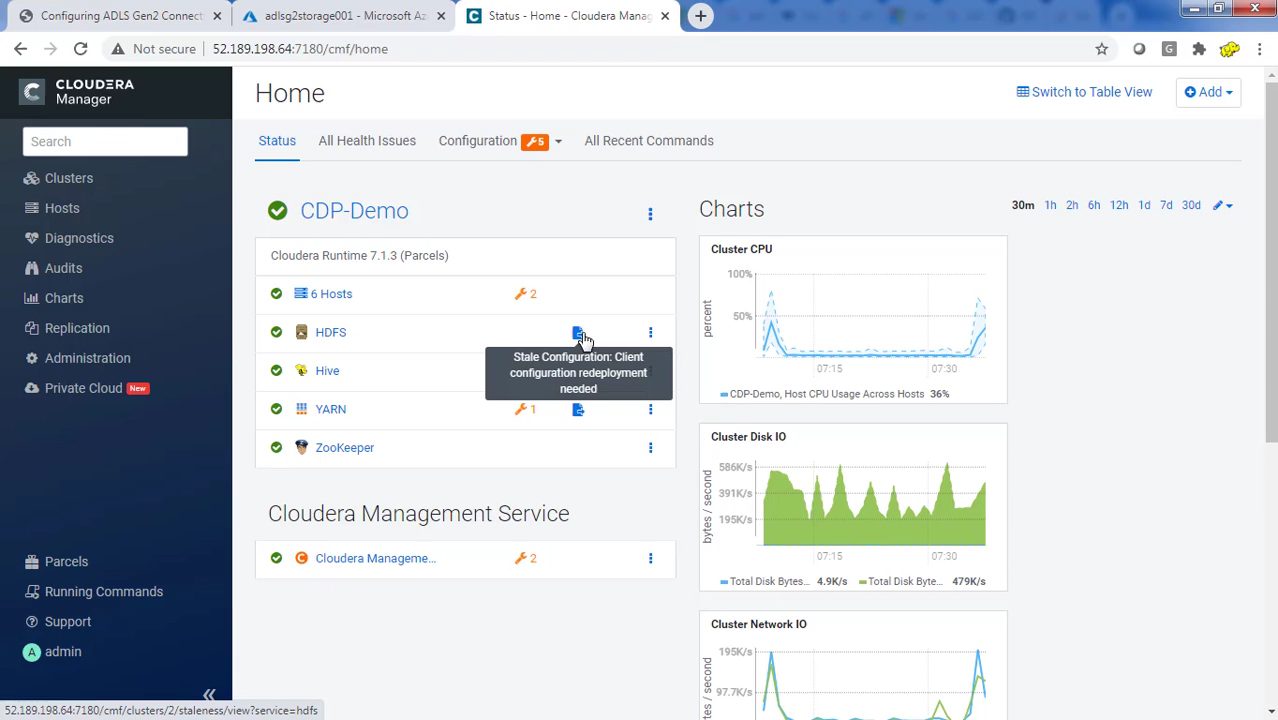 Configuring ADLS Gen2 Connect
adlsg2storage001 - Microsoft Az
Status - Home - Cloudera Manag
Not secure
52.189.198.64:7180/cmf/home
G
CLOUDERA
Manager
Search
Clusters
Hosts
Diagnostics
Audits
Charts
Replication
Administration
Private Cloud New
Parcels
Running Commands
Support
A admin
Home
Switch to Table View
Add
Status
All Health Issues
Configuration 5
All Recent Commands
CDP-Demo
Cloudera Runtime 7.1.3 (Parcels)
6 Hosts 2
HDFS
Stale Configuration: Client
configuration redeployment
needed
Hive
YARN 1
ZooKeeper
Cloudera Management Service
Cloudera Manageme... 2
Charts
30m 1h 2h 6h 12h 1d 7d 30d
Cluster CPU
percent
100%
50%
07:15 07:30
CDP-Demo, Host CPU Usage Across Hosts 36%
Cluster Disk IO
bytes / second
586K/s
391K/s
195K/s
07:15 07:30
Total Disk Bytes... 4.9K/s Total Disk Byte... 479K/s
Cluster Network IO
bytes / second
195K/s
97.7K/s
52.189.198.64:7180/cmf/clusters/2/staleness/view?service=hdfs